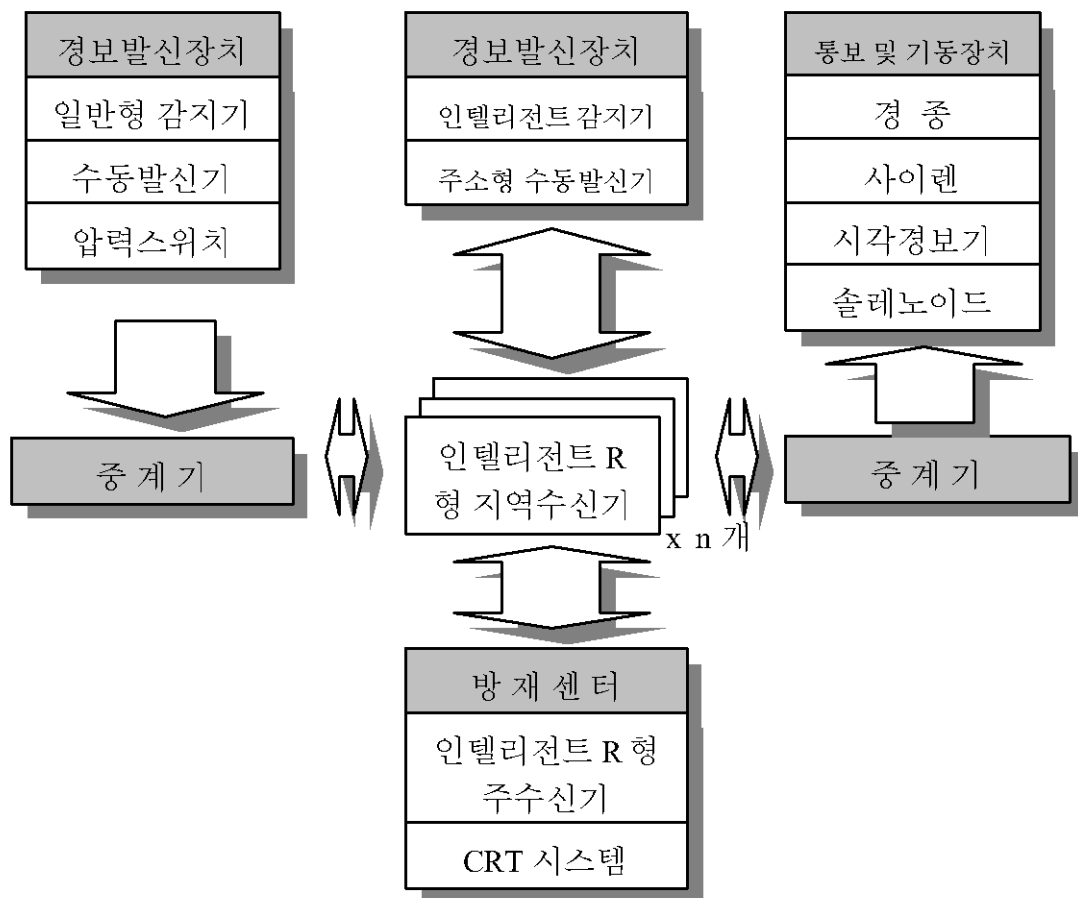 경보발신장치
일반형 감지기
수동발신기
압력스위치
경보발신장치
인텔리전트 감지기
주소형 수동발신기
통보 및 기동장치
경 종
사이렌
시각경보기
솔레노이드
중 계 기
인텔리전트 R
형 지역수신기
x n 개
중 계 기
방 재 센 터
인텔리전트 R 형
주수신기
CRT 시스템